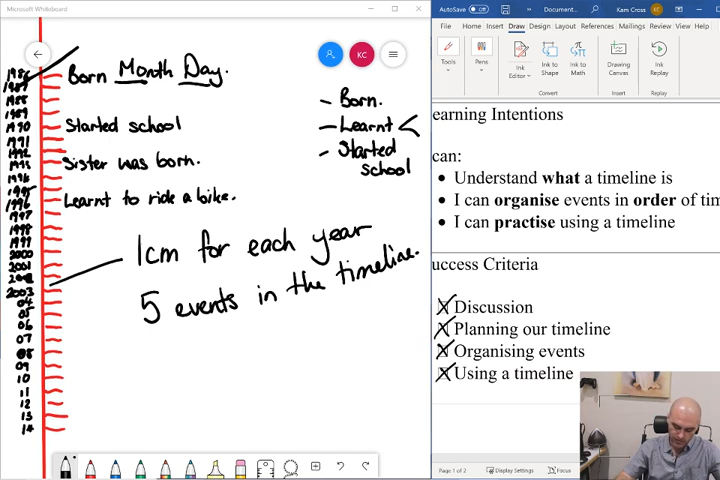 Microsoft Whiteboard
KC
1986
1987
1988
1989
1990
1991
1992
1996
1995
1996
1997
1998
1999
2000
2001
2003
04
05
06
07
08
09
10
11
12
13
14
Born Month Day.
Started school
Sister was born.
Learnt to ride a bike.
- Born.
- Learnt <
- Started
school
1cm for each year
5 events in the timeline.
AutoSave Off
Document...
Kam Cross
KC
File Home Insert Draw Design Layout References Mailings Review View Help
Tools
Pens
Ink
Editor
Ink to
Shape
Ink to
Math
Drawing
Canvas
Ink
Replay
Convert
Insert
Replay
earning Intentions
can:
• Understand what a timeline is
• I can organise events in order of tim
• I can practise using a timeline
uccess Criteria
Discussion
Planning our timeline
Organising events
Using a timeline
Page 1 of 2
Display Settings
Focus